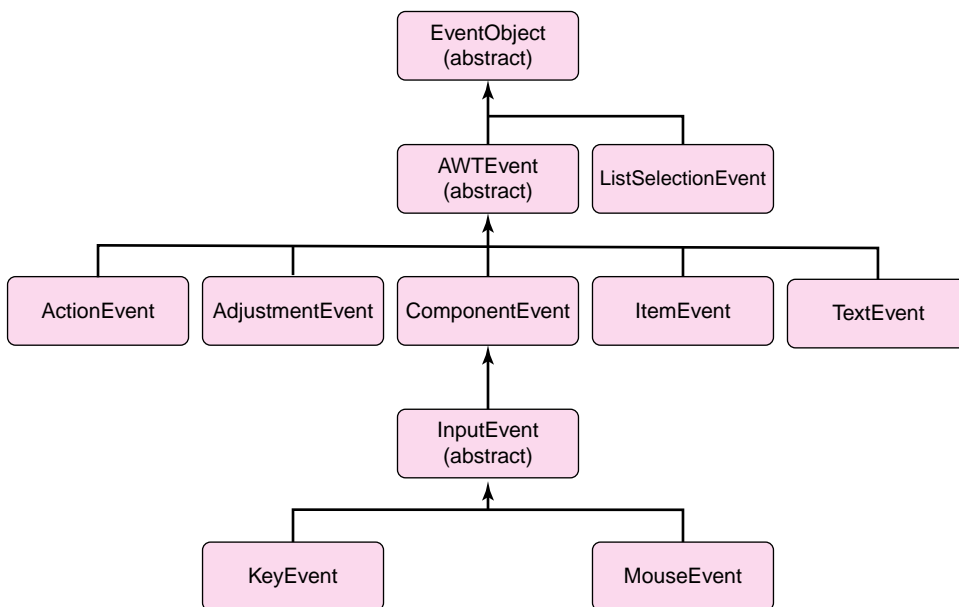 EventObject
(abstract)
AWTEvent
(abstract)
ListSelectionEvent
ActionEvent
AdjustmentEvent
ComponentEvent
ItemEvent
TextEvent
InputEvent
(abstract)
KeyEvent
MouseEvent